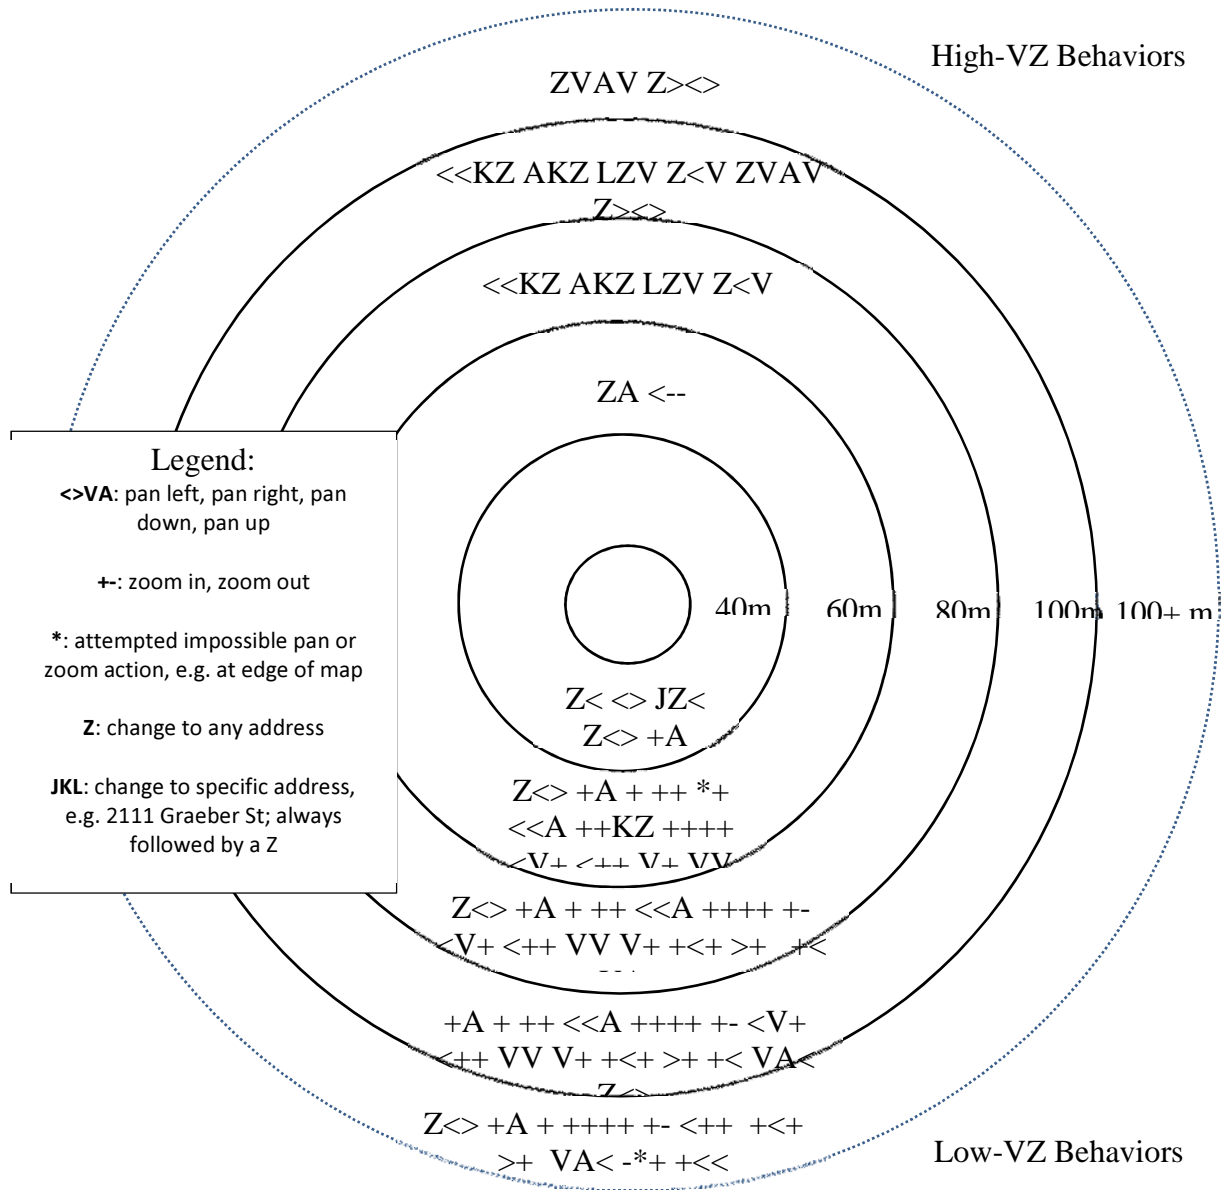 High-VZ Behaviors
ZVAV Z><>
<<KZ AKZ LZV Z<V ZVAV
Z><>
<<KZ AKZ LZV Z<V
ZA <--
Legend:
<>VA: pan left, pan right, pan
down, pan up
+-: zoom in, zoom out
*: attempted impossible pan or
zoom action, e.g. at edge of map
Z: change to any address
JKL: change to specific address,
e.g. 2111 Graeber St; always
followed by a Z
40m 60m 80m 100m 100+ m
Z< <> JZ<
Z<> +A
Z<> +A + ++ *+
<<A ++KZ ++++
<V+ <++ V+ VV
Z<> +A + ++ <<A ++++ +-
<V+ <++ VV V+ +<+ >+ +<
+A + ++ <<A ++++ +- <V+
<++ VV V+ +<+ >+ +< VA<
Z<>
Z<> +A + ++++ +- <++ +<+
>+ VA< -*+ +<<
Low-VZ Behaviors